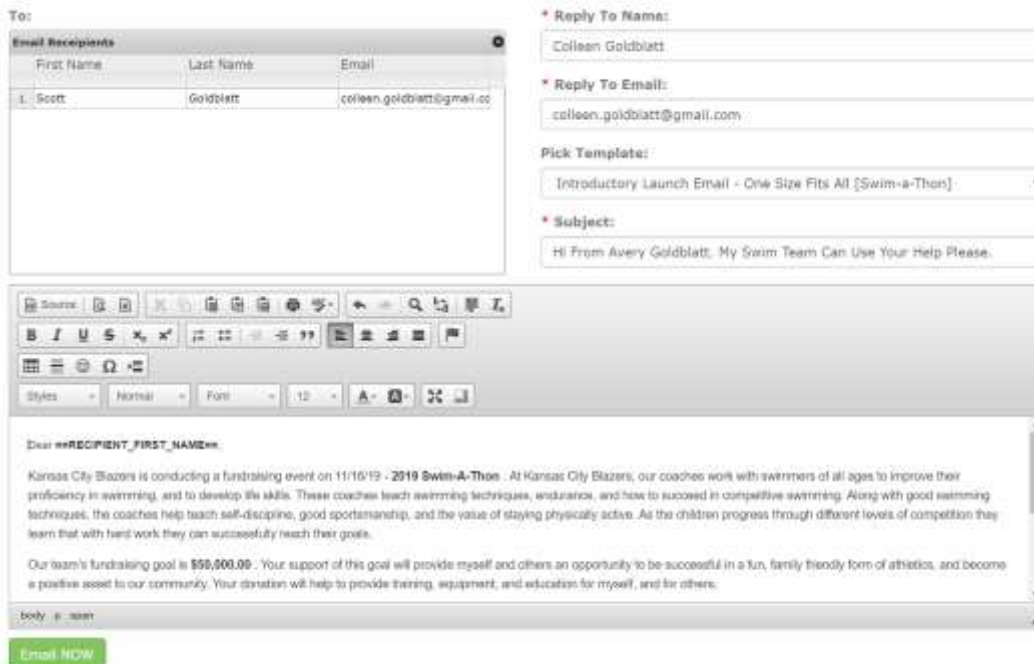 To:
Email Receipients
First Name Last Name Email
1 Scott Goldblatt colleen.goldblatt@gmail.co
* Reply To Name:
Colleen Goldblatt
* Reply To Email:
colleen.goldblatt@gmail.com
Pick Template:
Introductory Launch Email - One Size Fits All [Swim-a-Thon]
* Subject:
Hi From Avery Goldblatt, My Swim Team Can Use Your Help Please.
Source
B I U S x₂ x²
Styles Normal Font 12 A A
Dear ==RECIPIENT_FIRST_NAME==,
Kansas City Blazers is conducting a fundraising event on 11/16/19 - 2019 Swim-A-Thon . At Kansas City Blazers, our coaches work with swimmers of all ages to improve their
proficiency in swimming, and to develop life skills. These coaches teach swimming techniques, endurance, and how to succeed in competitive swimming. Along with good swimming
techniques, the coaches help teach self-discipline, good sportsmanship, and the value of staying physically active. As the children progress through different levels of competition they
learn that with hard work they can successfully reach their goals.
Our team's fundraising goal is $50,000.00 . Your support of this goal will provide myself and others an opportunity to be successful in a fun, family friendly form of athletics, and become
a positive asset to our community. Your donation will help to provide training, equipment, and education for myself, and for others.
body p span
Email NOW